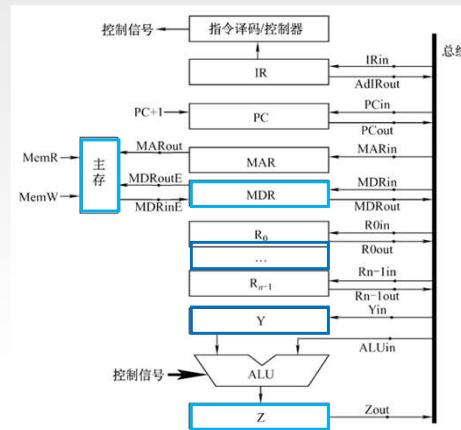 控制信号
指令译码/控制器
总线
IR
IRin
AdIRout
PC+1
PC
PCin
PCout
MemR
MemW
主存
MARout
MAR
MARin
MDRoutE
MDRinE
MDR
MDRin
MDRout
R0
R0in
R0out
…
Rn-1
Rn-1in
Rn-1out
Y
Yin
ALUin
控制信号
ALU
Z
Zout